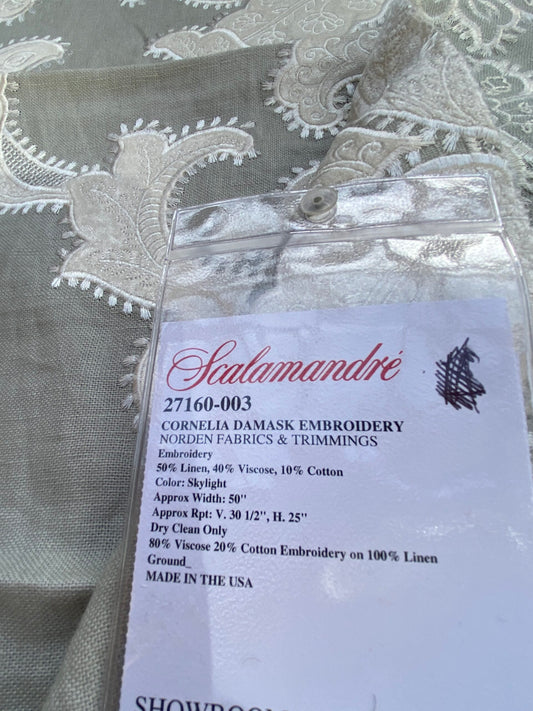 Scalamandré
27160-003
CORNELIA DAMASK EMBROIDERY
NORDEN FABRICS & TRIMMINGS
Embroidery
50% Linen, 40% Viscose, 10% Cotton
Color: Skylight
Approx Width: 50"
Approx Rpt: V. 30 1/2", H. 25"
Dry Clean Only
80% Viscose 20% Cotton Embroidery on 100% Linen
Ground_
MADE IN THE USA